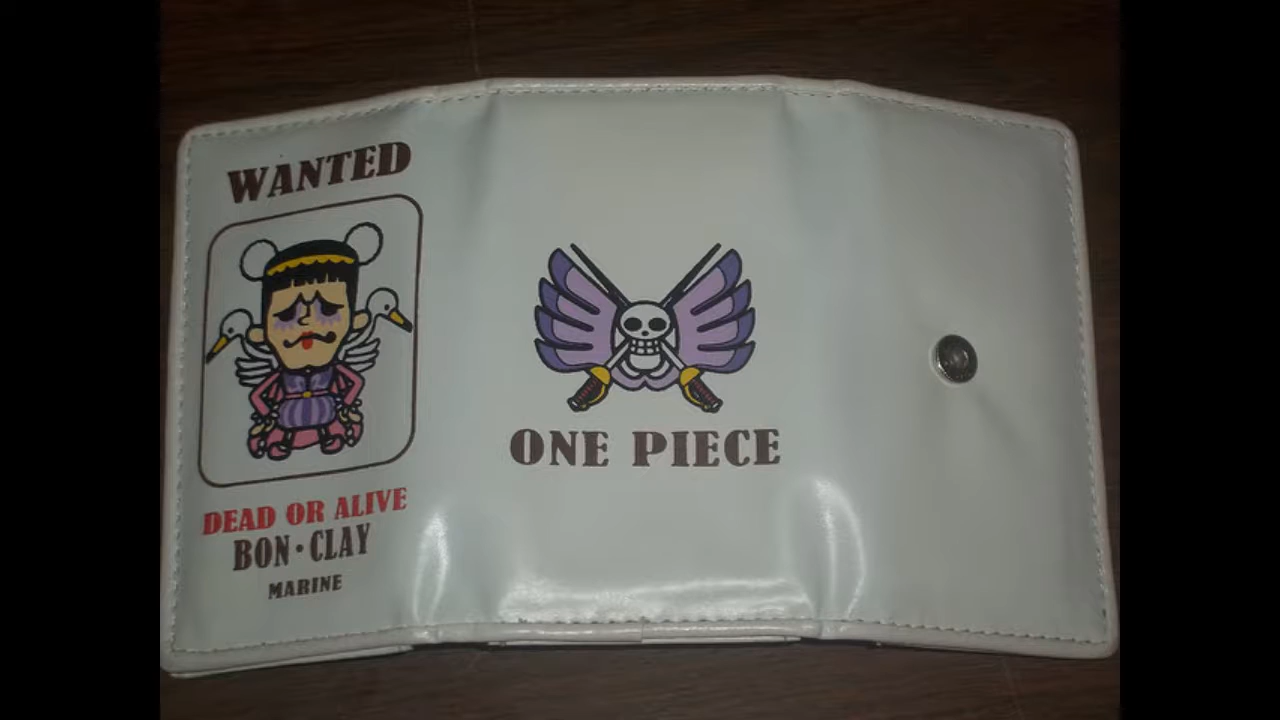 WANTED
DEAD OR ALIVE
BON・CLAY
MARINE
ONE PIECE